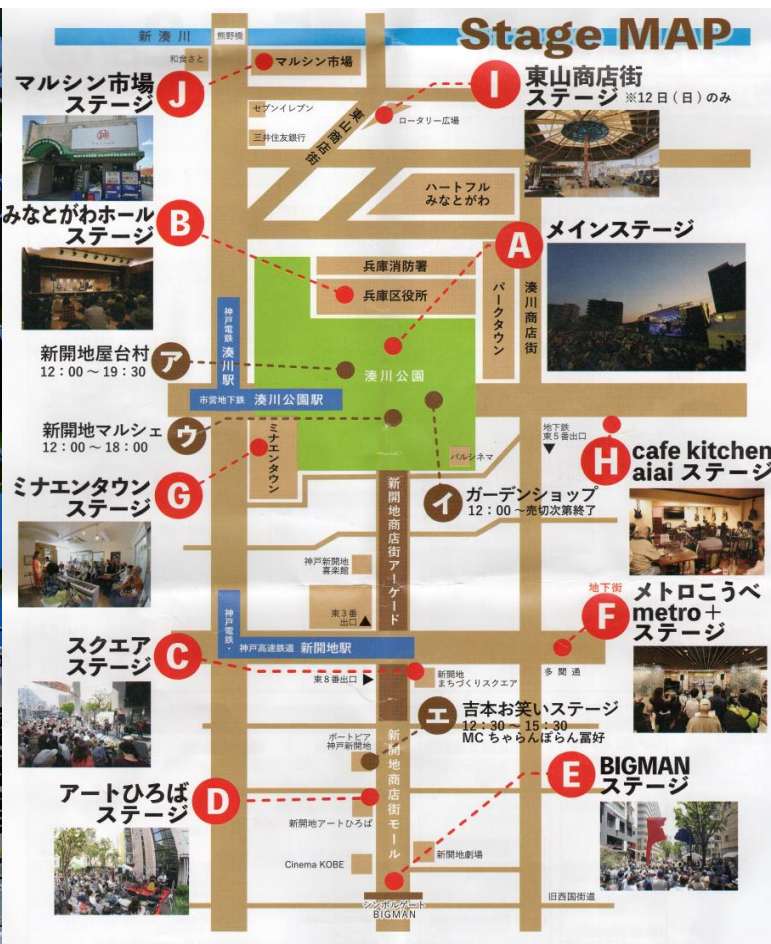 Stage MAP
新湊川
熊野橋
和食さと
マルシン市場
J
マルシン市場
ステージ
I
東山商店街
ステージ ※12日(日)のみ
セブンイレブン
三井住友銀行
東山商店街
ロータリー広場
ハートフル
みなとがわ
みなとがわホール
ステージ
B
A
メインステージ
兵庫消防署
兵庫区役所
パークタウン
湊川商店街
神戸電鉄 湊川駅
新開地屋台村
12:00〜19:30
ア
湊川公園
市営地下鉄 湊川公園駅
新開地マルシェ
12:00〜18:00
ウ
ミナエンタウン
パルシネマ
地下鉄
東5番出口
H
cafe kitchen
aiai ステージ
ミナエンタウン
ステージ
G
イ
ガーデンショップ
12:00〜売切次第終了
新開地商店街アーケード
神戸新開地
喜楽館
東3番
出口
地下街
F
メトロこうべ
metro+
ステージ
神戸電鉄・
神戸高速鉄道 新開地駅
スクエア
ステージ
C
東8番出口
新開地
まちづくりスクエア
多聞通
エ
吉本お笑いステージ
12:30〜15:30
MC ちゃらんぽらん冨好
ボートピア
神戸新開地
新開地商店街モール
アートひろば
ステージ
D
E
BIGMAN
ステージ
新開地アートひろば
Cinema KOBE
新開地劇場
旧西国街道
シンボルゲート
BIGMAN